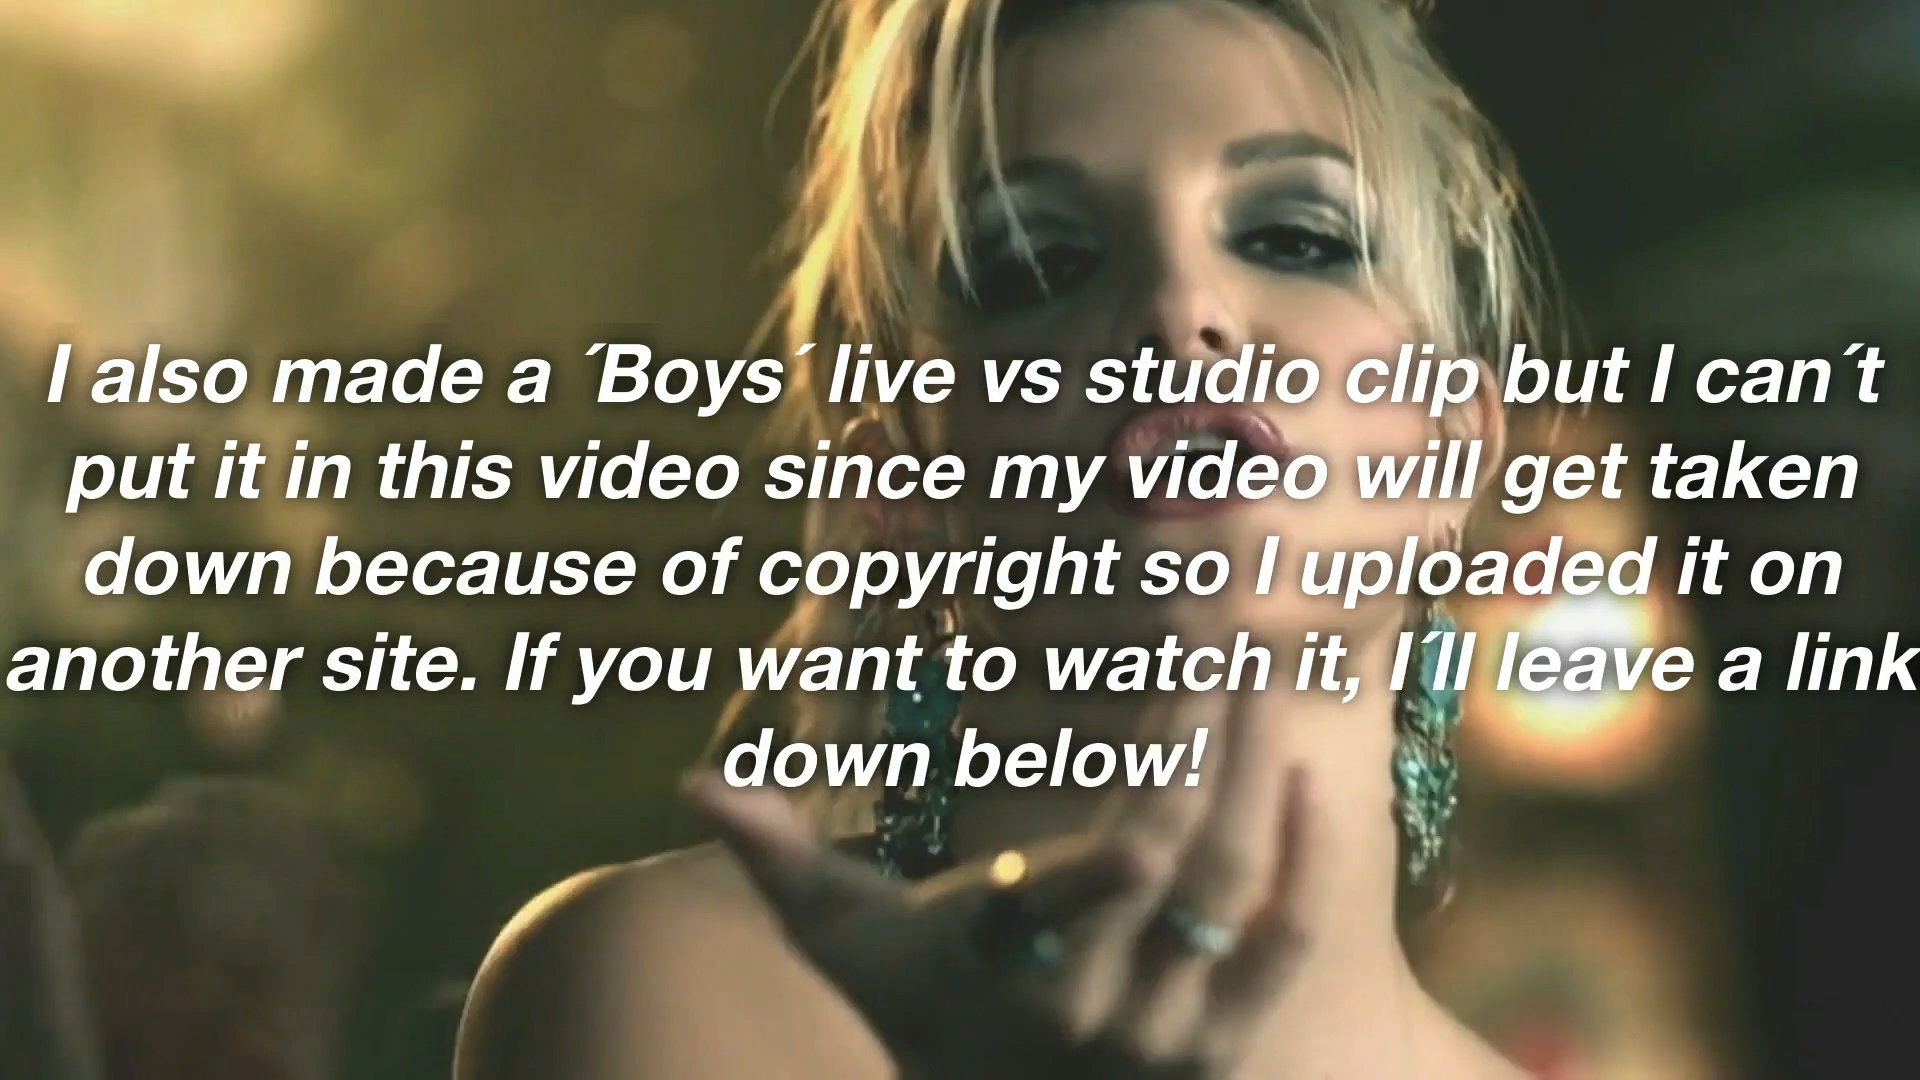 I also made a ´Boys´ live vs studio clip but I can´t
put it in this video since my video will get taken
down because of copyright so I uploaded it on
another site. If you want to watch it, I´ll leave a link
down below!